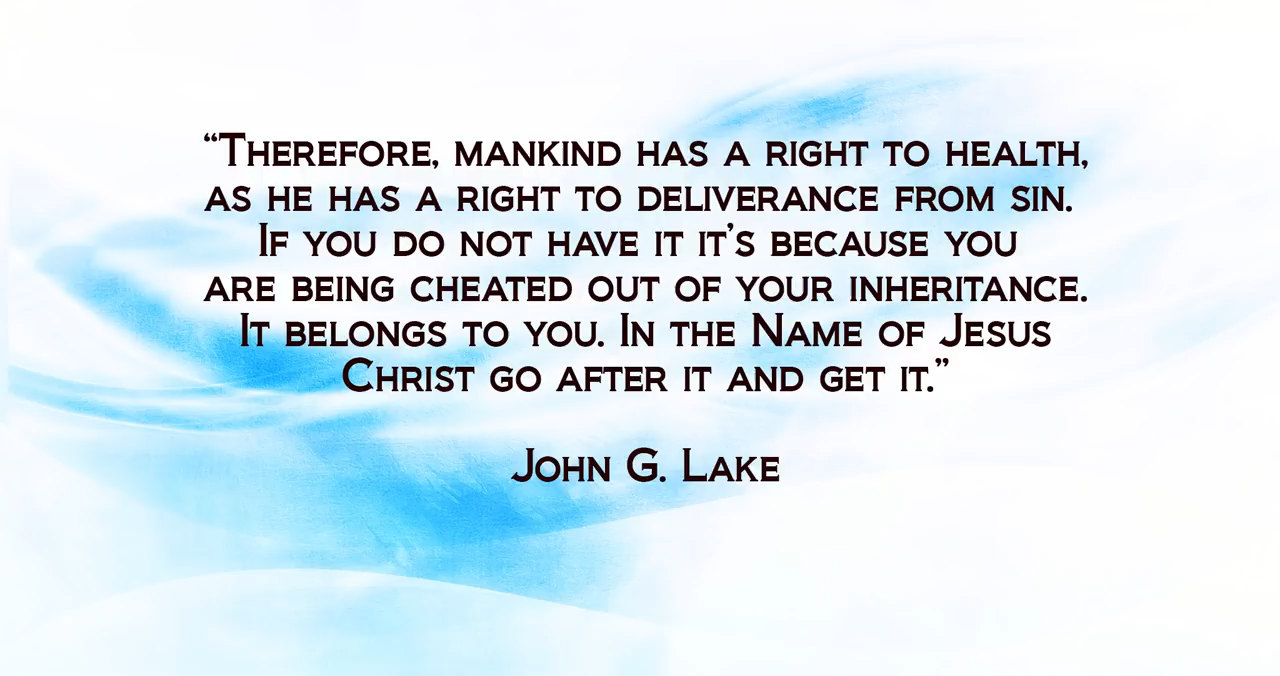 “Therefore, mankind has a right to health,
as he has a right to deliverance from sin.
If you do not have it it’s because you
are being cheated out of your inheritance.
It belongs to you. In the Name of Jesus
Christ go after it and get it.”
John G. Lake